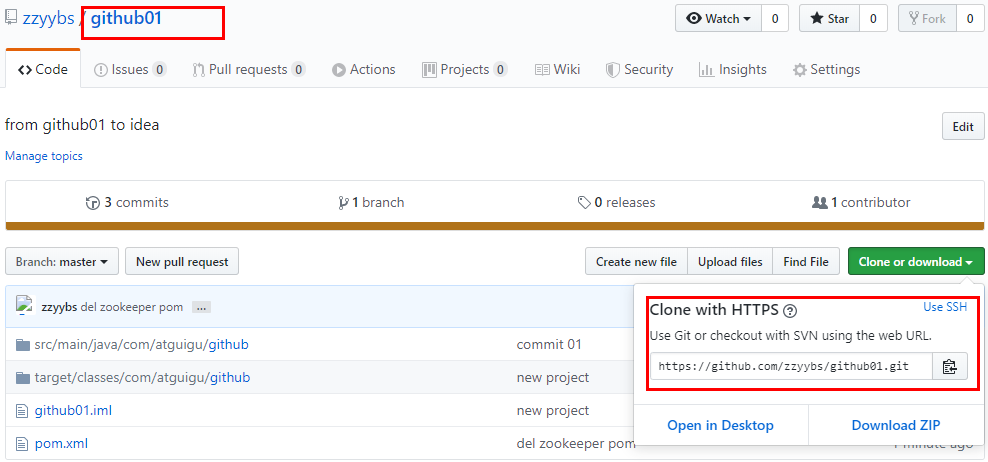 zzyybs / github01
Watch 0 Star 0 Fork 0
Code Issues 0 Pull requests 0 Actions Projects 0 Wiki Security Insights Settings
from github01 to idea
Edit
Manage topics
3 commits 1 branch 0 releases 1 contributor
Branch: master New pull request Create new file Upload files Find File Clone or download
zzyybs del zookeeper pom ...
src/main/java/com/atguigu/github commit 01
target/classes/com/atguigu/github new project
github01.iml new project
pom.xml del zookeeper pom
Clone with HTTPS ? Use SSH
Use Git or checkout with SVN using the web URL.
https://github.com/zzyybs/github01.git
Open in Desktop Download ZIP
1 minute ago